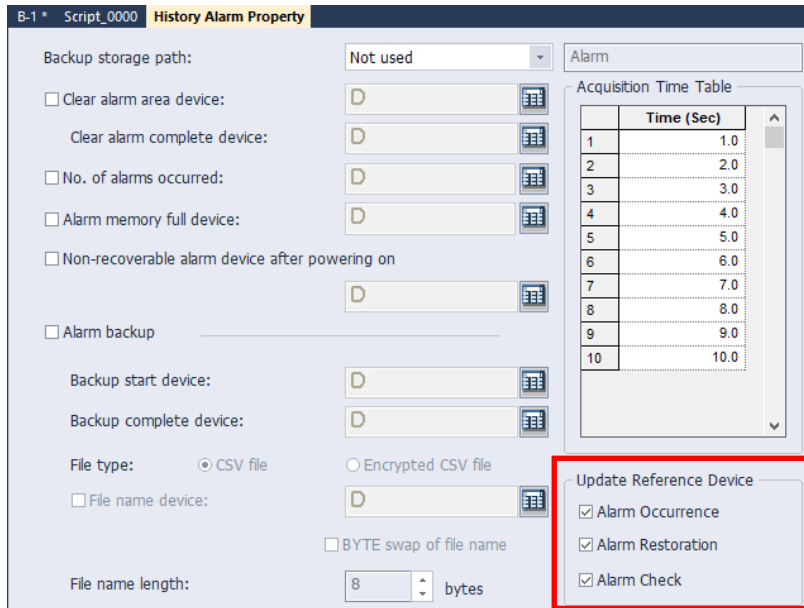 B-1 * Script_0000 History Alarm Property
Backup storage path: Not used Alarm
Acquisition Time Table
Clear alarm area device: D
Time (Sec)
Clear alarm complete device: D
1 1.0
2 2.0
No. of alarms occurred: D
3 3.0
4 4.0
Alarm memory full device: D
5 5.0
6 6.0
Non-recoverable alarm device after powering on
7 7.0
D
8 8.0
Alarm backup
9 9.0
10 10.0
Backup start device: D
Backup complete device: D
File type: CSV file Encrypted CSV file
Update Reference Device
File name device: D
Alarm Occurrence
BYTE swap of file name
Alarm Restoration
File name length: 8 bytes
Alarm Check